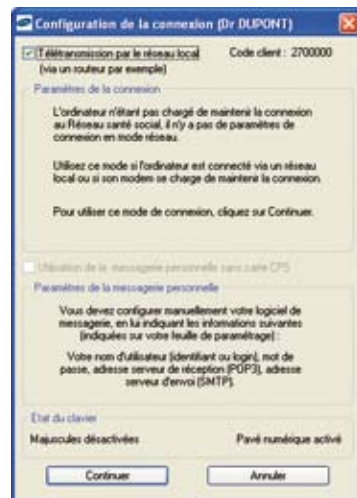 Configuration de la connexion (Dr DUPONT)
Télétransmission par le réseau local
Code client : 2700000
(via un routeur par exemple)
Paramètres de la connexion
L'ordinateur n'étant pas chargé de maintenir la connexion
au Réseau santé social, il n'y a pas de paramètres de
connexion en mode réseau.
Utilisez ce mode si l'ordinateur est connecté via un réseau
local ou si son modem se charge de maintenir la connexion.
Pour utiliser ce mode de connexion, cliquez sur Continuer.
Utilisation de la messagerie personnelle sans carte CPS
Paramètres de la messagerie personnelle
Vous devez configurer manuellement votre logiciel de
messagerie, en lui indiquant les informations suivantes
(indiquées sur votre feuille de paramétrage) :
Votre nom d'utilisateur (identifiant ou login), mot de
passe, adresse serveur de réception (POP3), adresse
serveur d'envoi (SMTP).
Etat du clavier
Majuscules désactivées
Pavé numérique activé
Continuer
Annuler